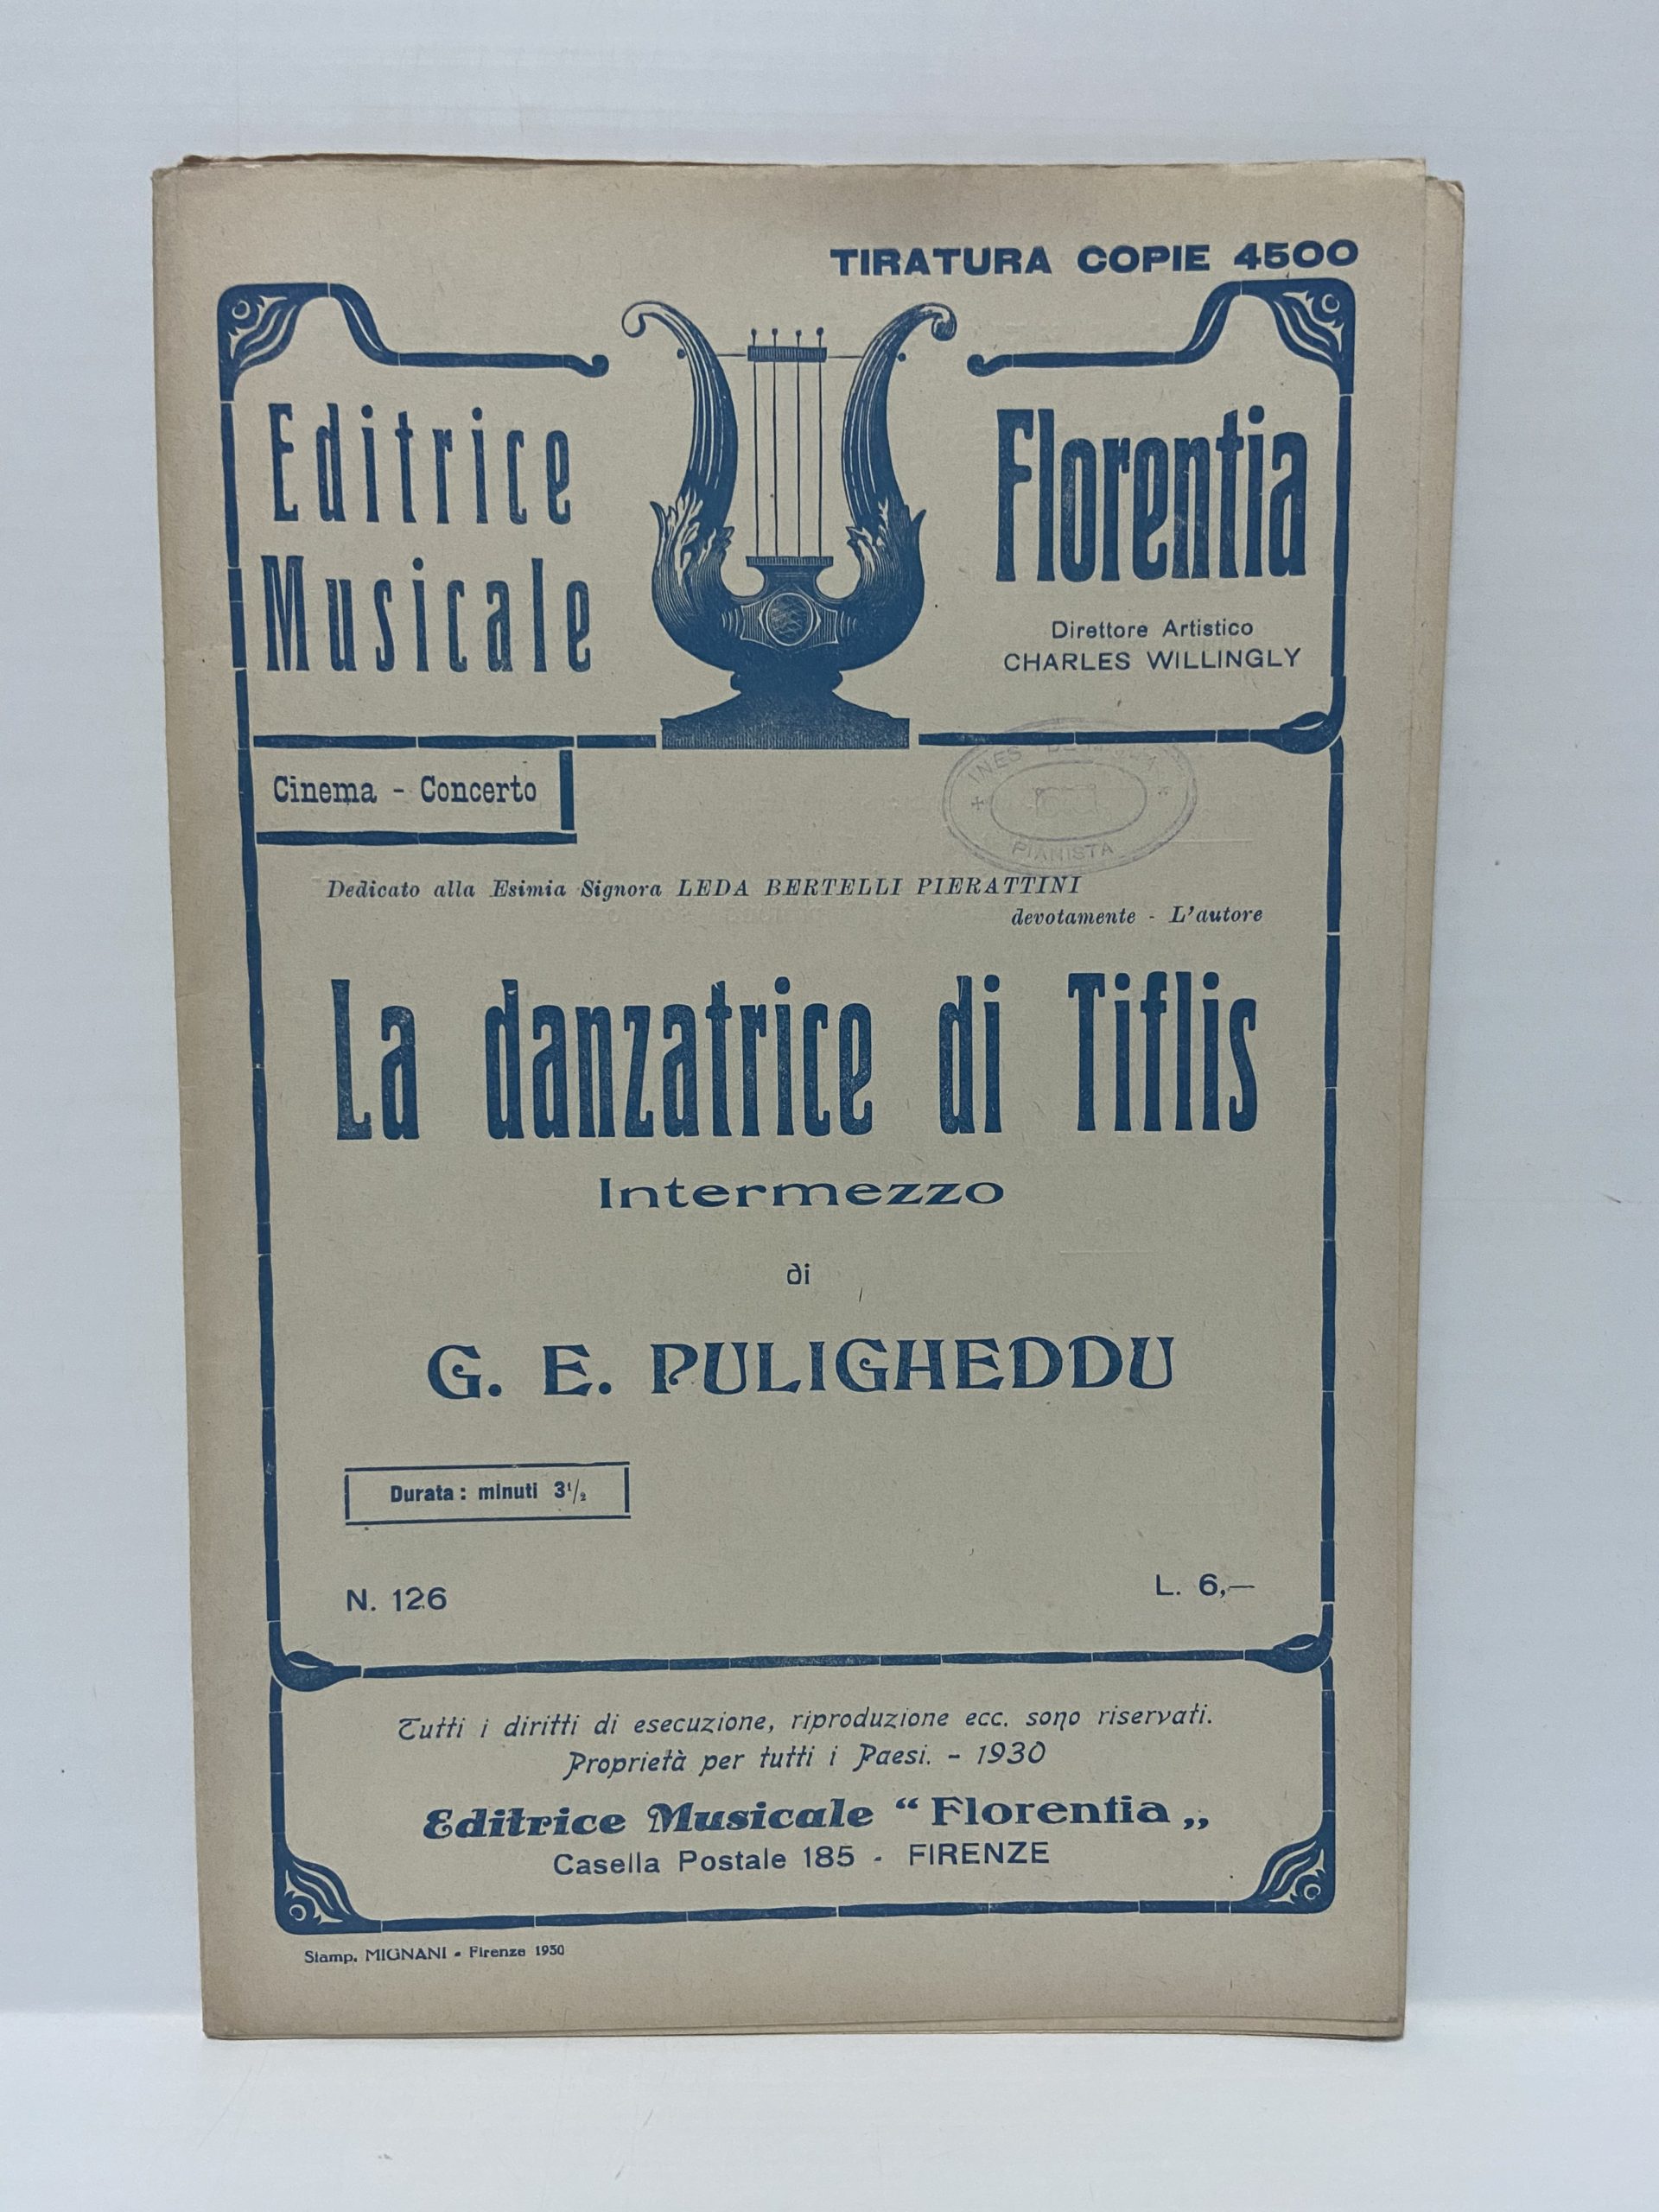 TIRATURA COPIE 4500
Editrice
Musicale
Florentia
Direttore Artistico
CHARLES WILLINGLY
Cinema - Concerto
INES
PIANISTA
Dedicato alla Esimia Signora LEDA BERTELLI PIERATTINI
devotamente - L'autore
La danzatrice di Tiflis
Intermezzo
di
G. E. PULIGHEDDU
Durata: minuti 3 1/2
N. 126
L. 6,—
Tutti i diritti di esecuzione, riproduzione ecc. sono riservati.
Proprietà per tutti i Paesi. - 1930
Editrice Musicale “Florentia„
Casella Postale 185 - FIRENZE
Stamp. MIGNANI - Firenze 1930